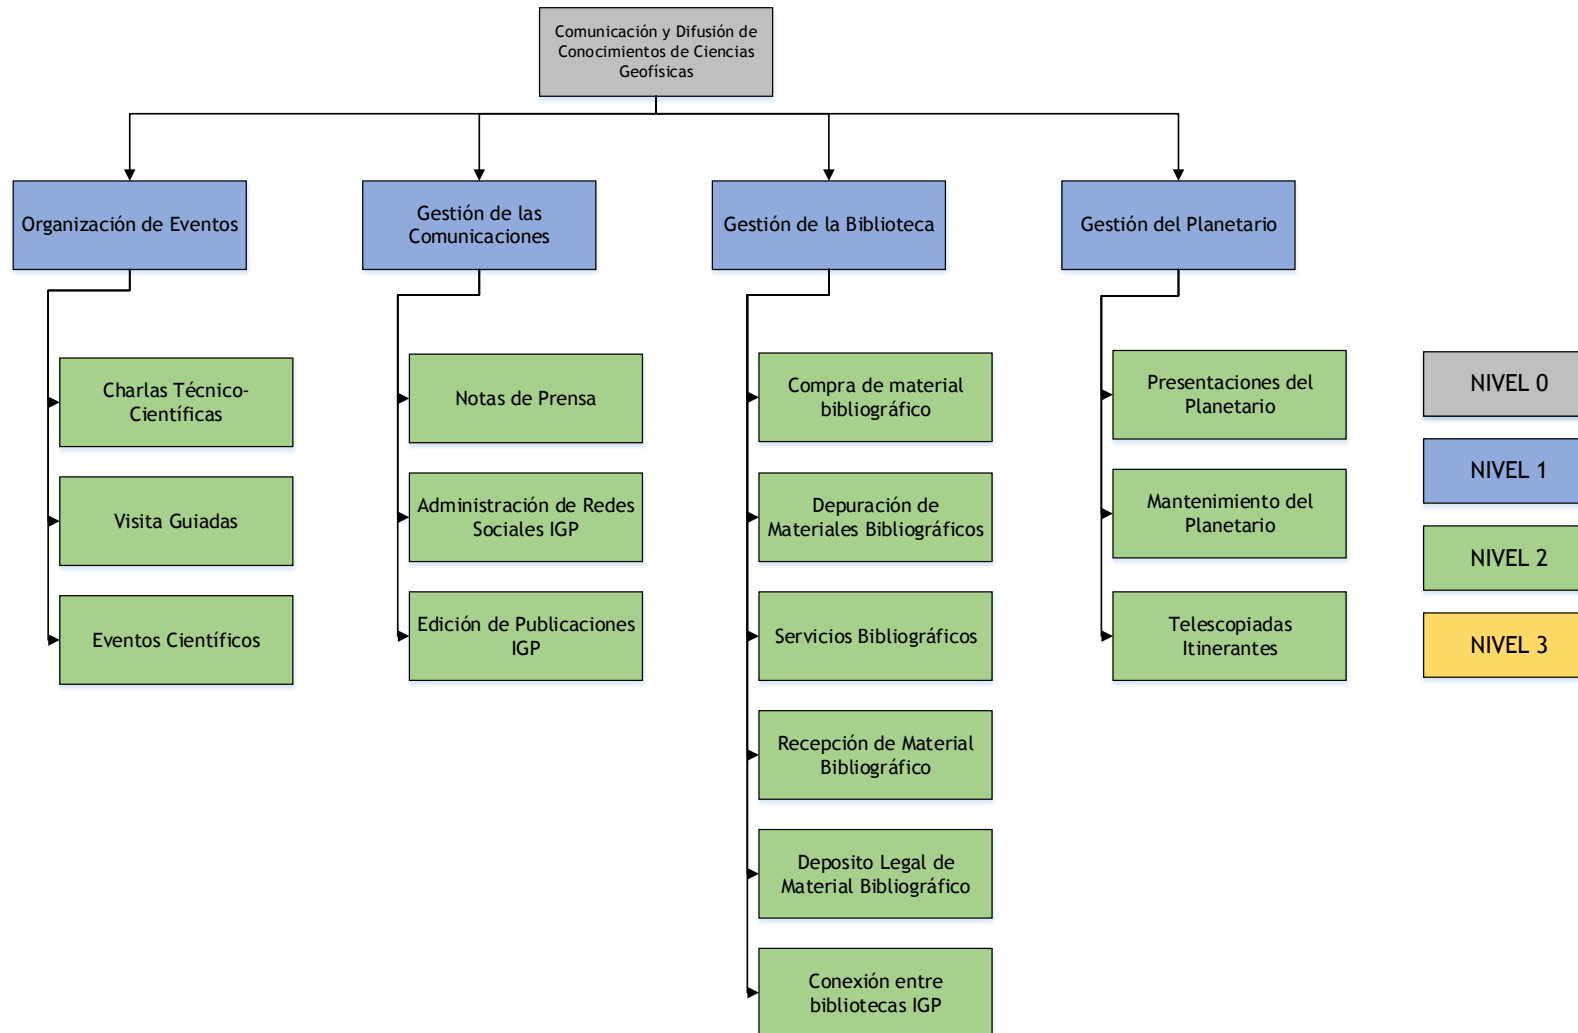 Comunicación y Difusión de
Conocimientos de Ciencias
Geofísicas
Organización de Eventos
Gestión de las
Comunicaciones
Gestión de la Biblioteca
Gestión del Planetario
Charlas Técnico-
Científicas
Visita Guiadas
Eventos Científicos
Notas de Prensa
Administración de Redes
Sociales IGP
Edición de Publicaciones
IGP
Compra de material
bibliográfico
Depuración de
Materiales Bibliográficos
Servicios Bibliográficos
Recepción de Material
Bibliográfico
Deposito Legal de
Material Bibliográfico
Conexión entre
bibliotecas IGP
Presentaciones del
Planetario
Mantenimiento del
Planetario
Telescopiadas
Itinerantes
NIVEL 0
NIVEL 1
NIVEL 2
NIVEL 3